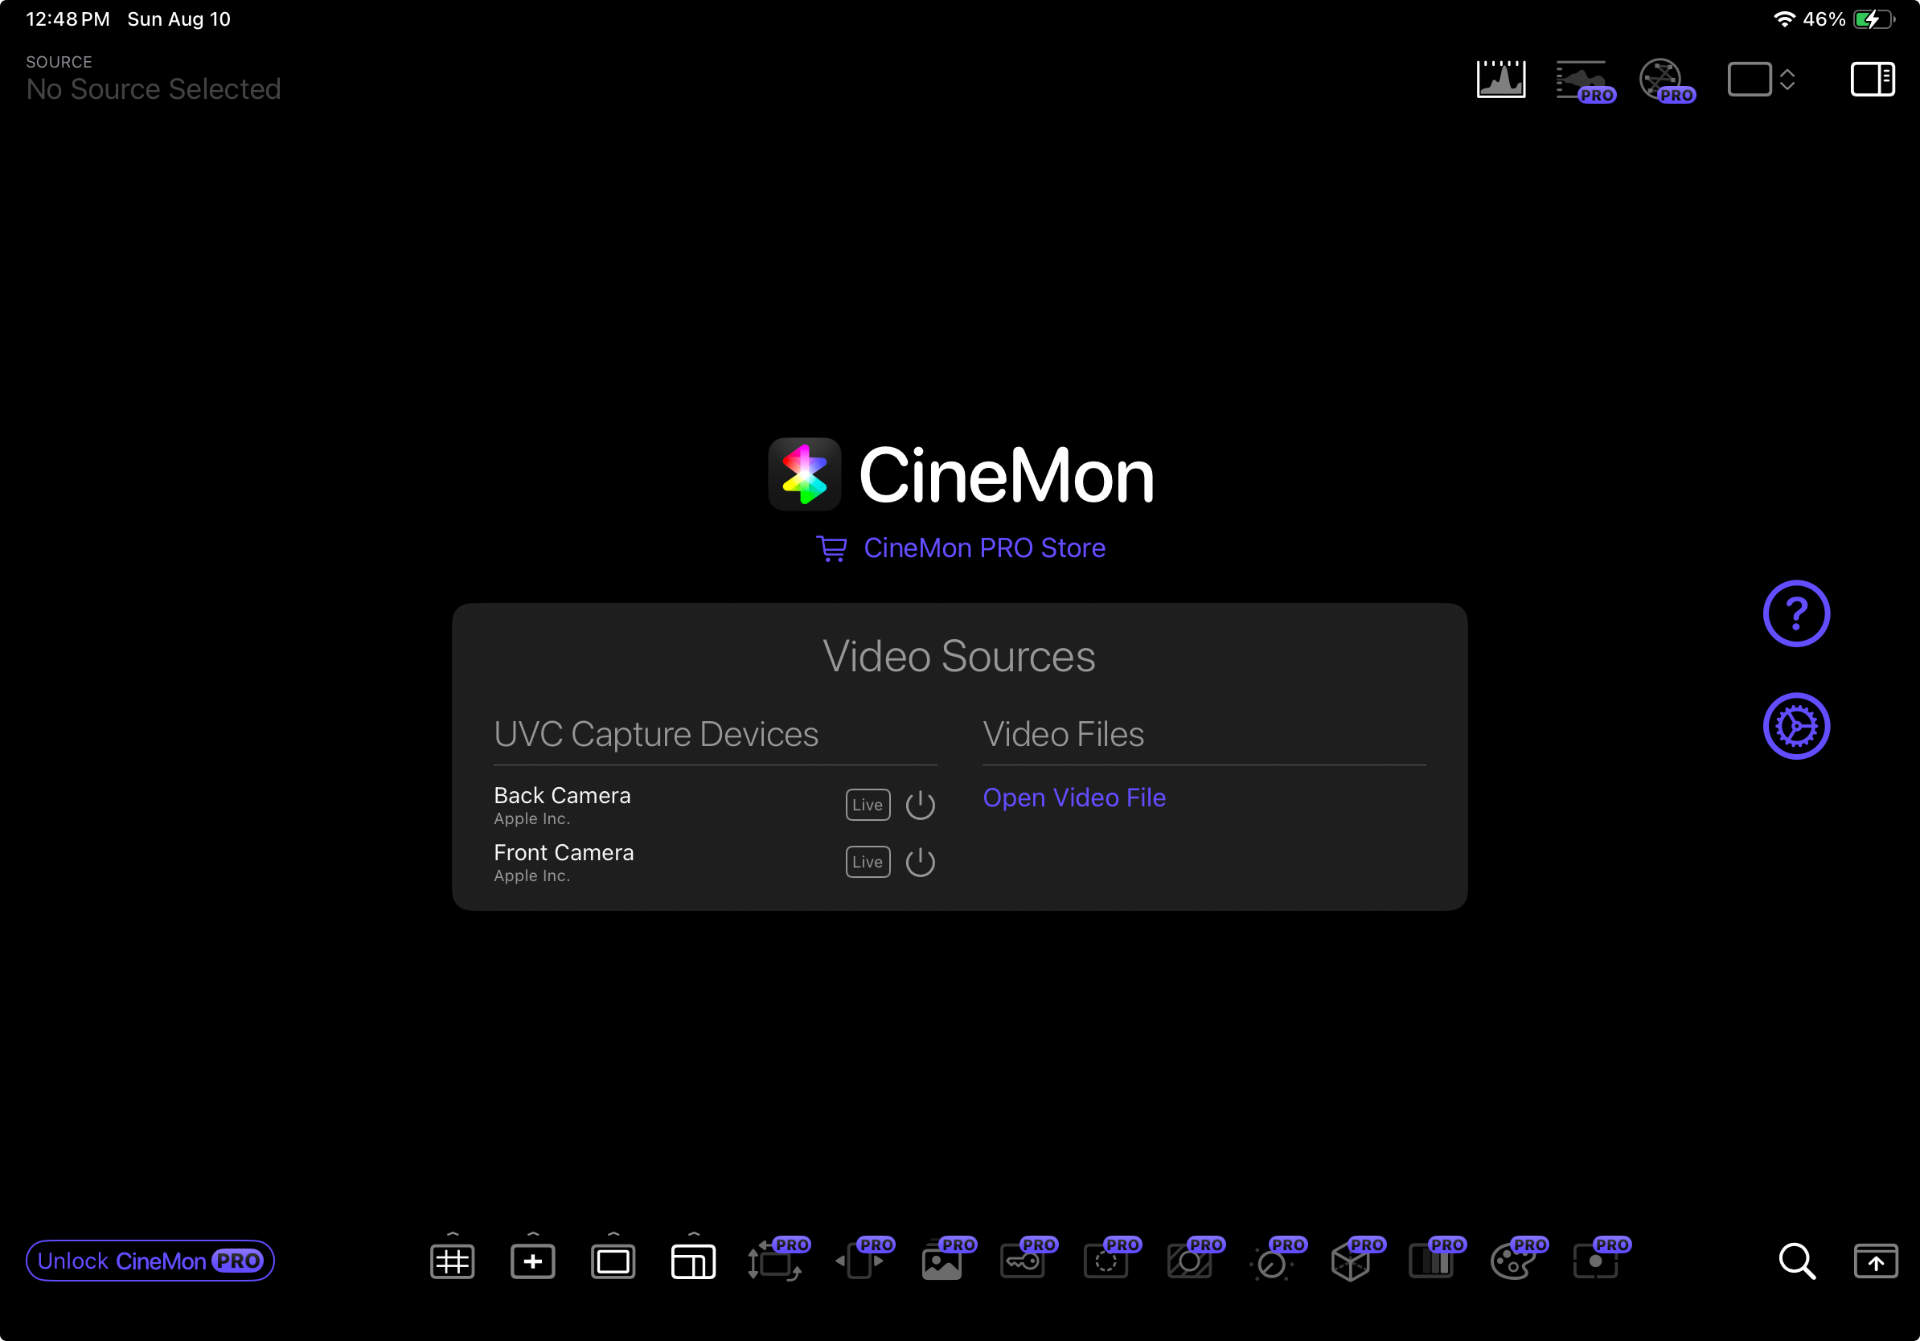 12:48 PM Sun Aug 10
46%
SOURCE
No Source Selected
PRO
PRO
CineMon
CineMon PRO Store
Video Sources
UVC Capture Devices
Video Files
Back Camera
Apple Inc.
Live
Open Video File
Front Camera
Apple Inc.
Live
Unlock CineMon PRO
PRO
PRO
PRO
PRO
PRO
PRO
PRO
PRO
PRO
PRO
PRO